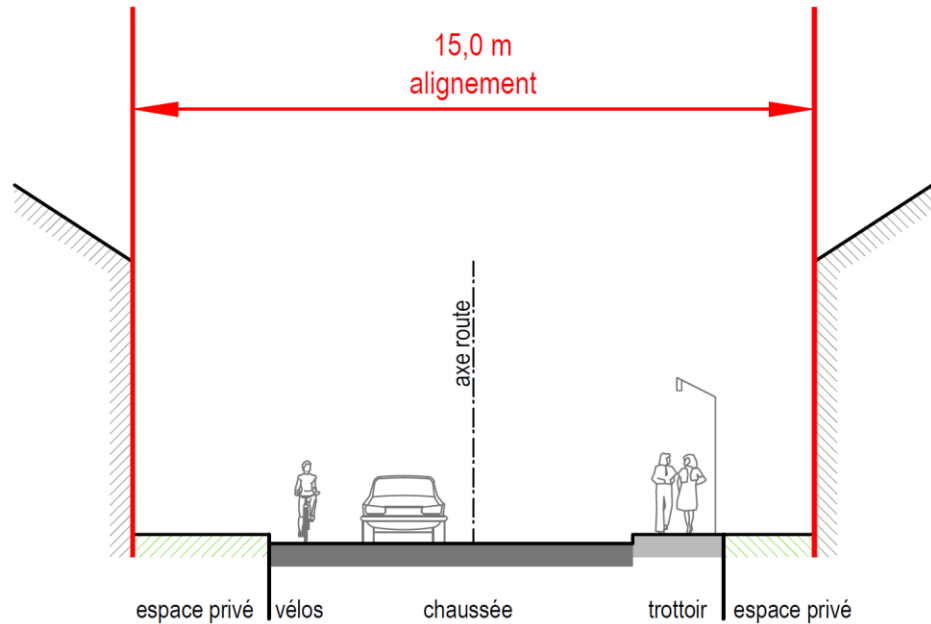 15,0 m
alignement
axe route
espace privé
vélos
chaussée
trottoir
espace privé